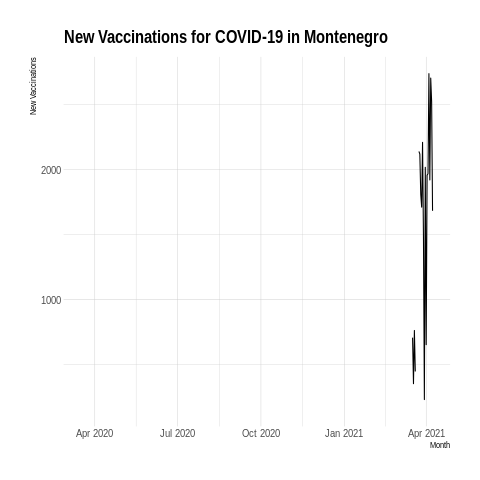 New Vaccinations for COVID-19 in Montenegro
New Vaccinations
2000
1000
Apr 2020 Jul 2020 Oct 2020 Jan 2021 Apr 2021
Month